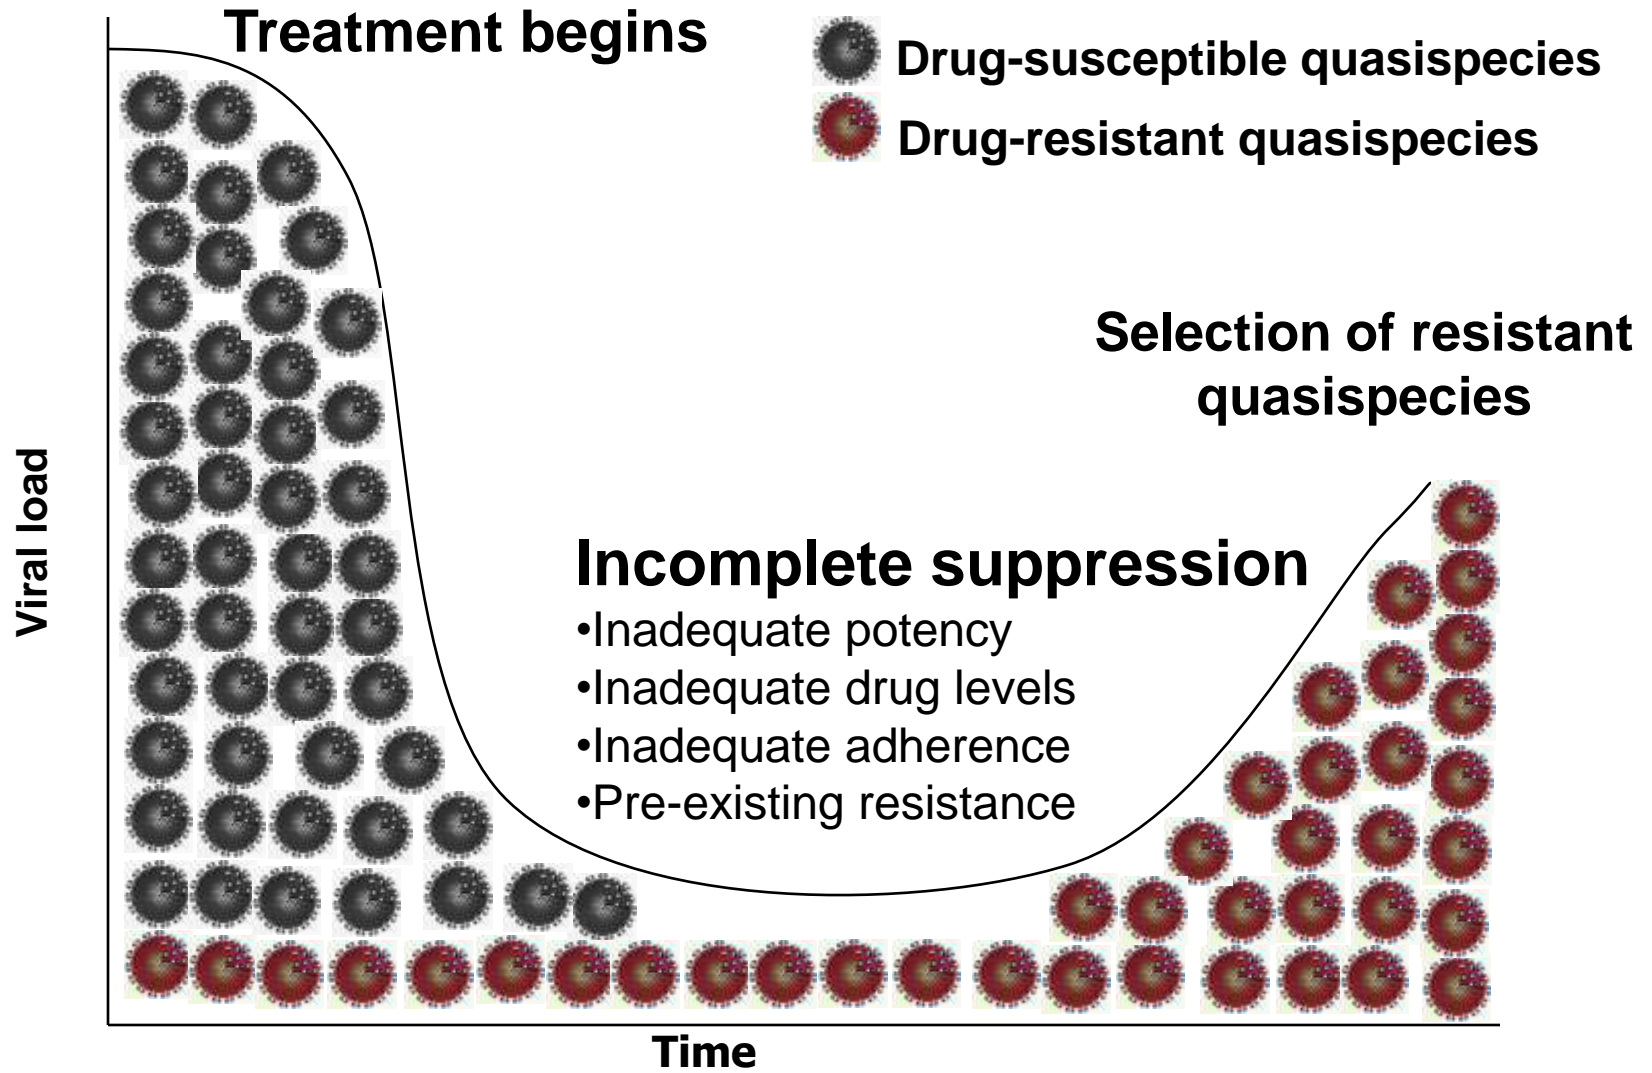 Treatment begins
Drug-susceptible quasispecies
Drug-resistant quasispecies
Selection of resistant
quasispecies
Viral load
Incomplete suppression
•Inadequate potency
•Inadequate drug levels
•Inadequate adherence
•Pre-existing resistance
Time